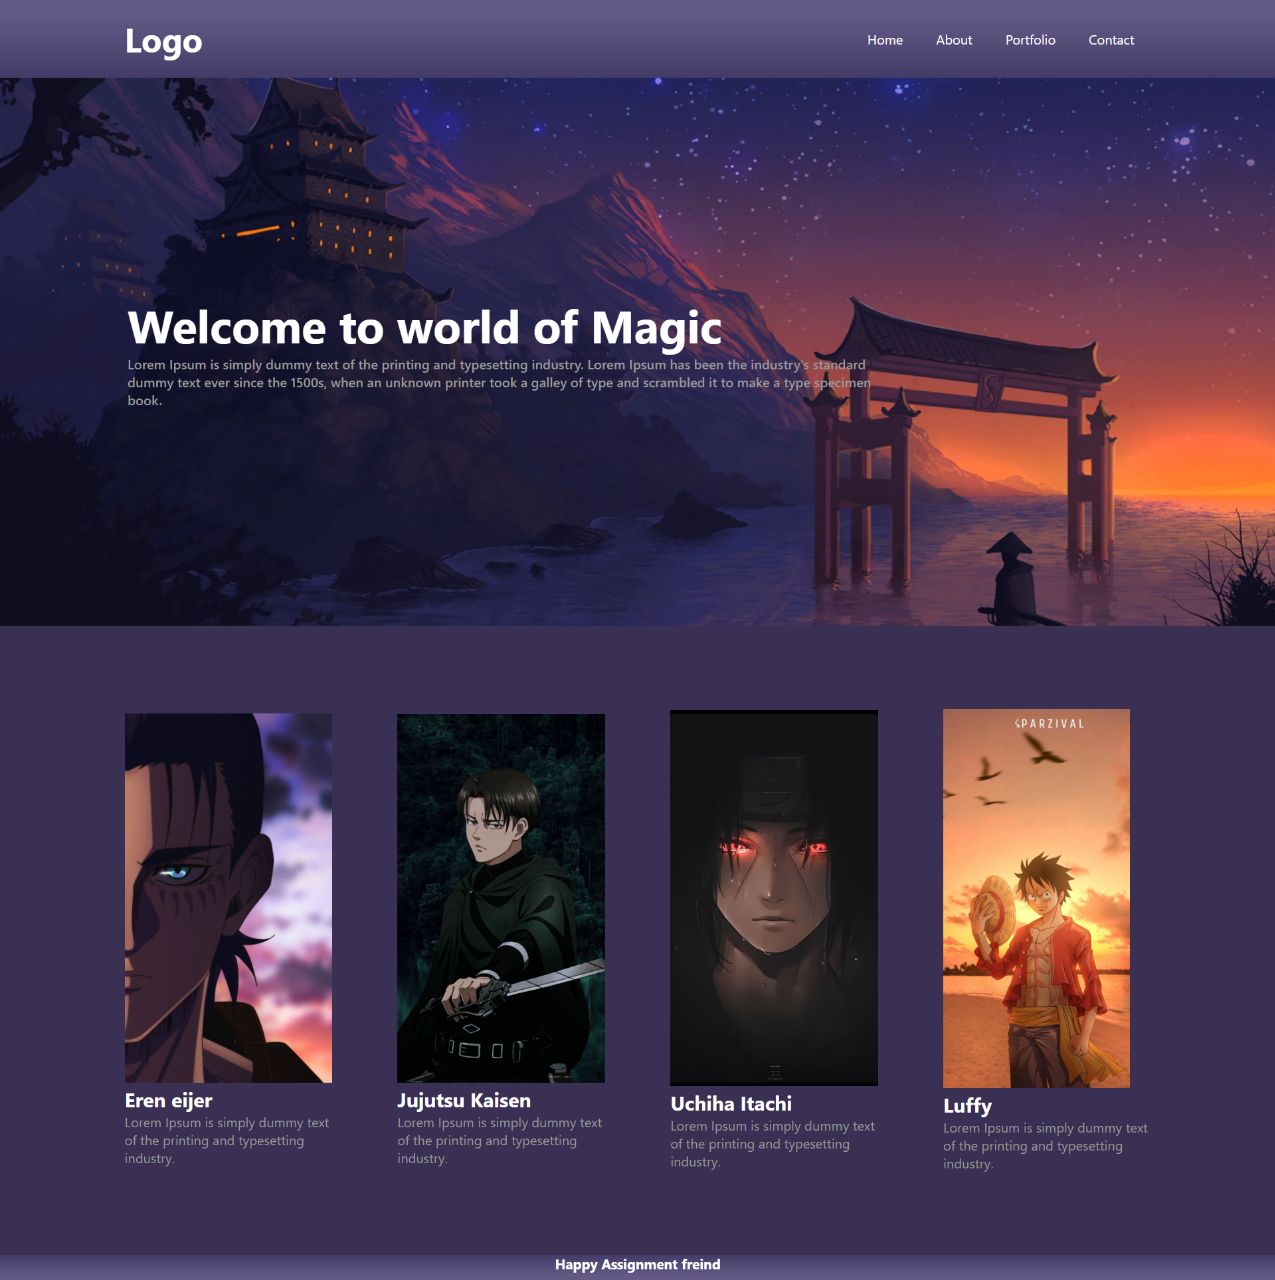 Logo
Home About Portfolio Contact
Welcome to world of Magic
Lorem Ipsum is simply dummy text of the printing and typesetting industry. Lorem Ipsum has been the industry's standard
dummy text ever since the 1500s, when an unknown printer took a galley of type and scrambled it to make a type specimen
book.
SPARZIVAL
Eren eijer
Lorem Ipsum is simply dummy text
of the printing and typesetting
industry.
Jujutsu Kaisen
Lorem Ipsum is simply dummy text
of the printing and typesetting
industry.
Uchiha Itachi
Lorem Ipsum is simply dummy text
of the printing and typesetting
industry.
Luffy
Lorem Ipsum is simply dummy text
of the printing and typesetting
industry.
Happy Assignment freind